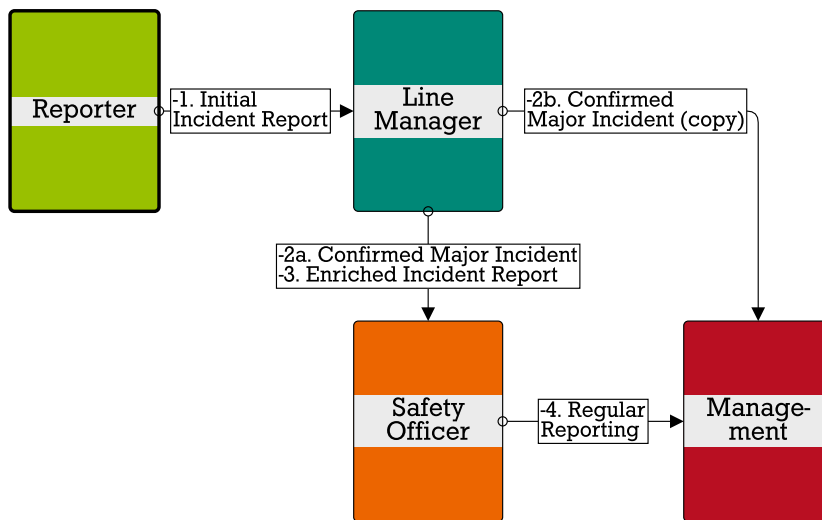 Reporter
-1. Initial
Incident Report
Line
Manager
-2b. Confirmed
Major Incident (copy)
-2a. Confirmed Major Incident
-3. Enriched Incident Report
Safety
Officer
-4. Regular
Reporting
Manage-
ment